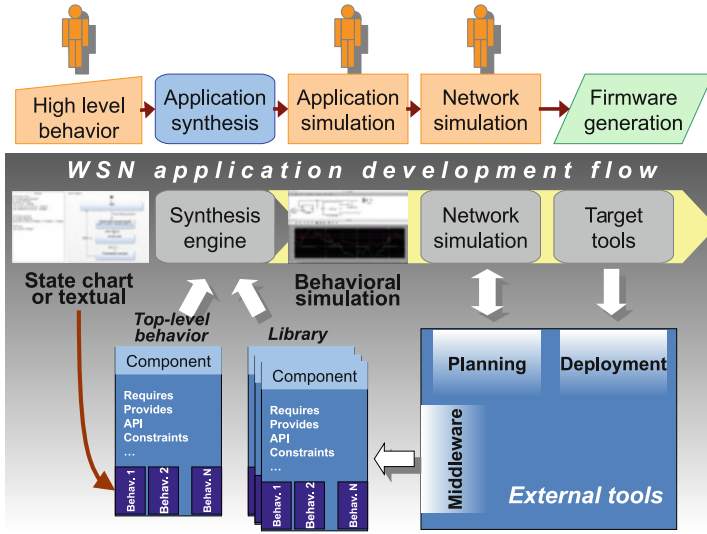 High level
behavior
Application
synthesis
Application
simulation
Network
simulation
Firmware
generation
WSN application development flow
Synthesis
engine
Network
simulation
Target
tools
State chart
or textual
Behavioral
simulation
Top-level
behavior
Library
Component
Requires
Provides
API
Constraints
...
Behav. 1
Behav. 2
Behav. N
Component
Requires
Provides
API
Constraints
...
Behav. 1
Behav. 2
Behav. N
Planning
Deployment
Middleware
External tools